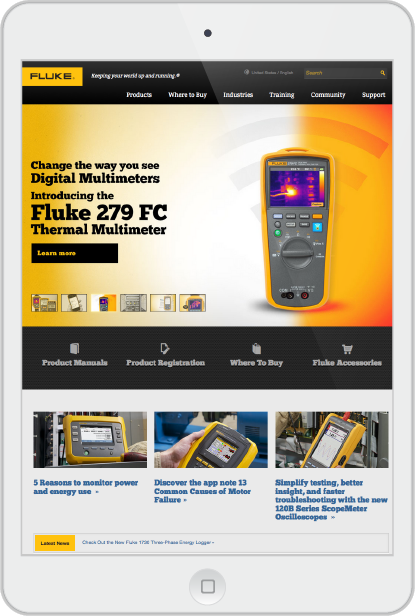 FLUKE®
Keeping your world up and running.®
United States / English
Search
Products Where to Buy Industries Training Community Support
Change the way you see
Digital Multimeters
Introducing the
Fluke 279 FC
Thermal Multimeter
Learn more
Product Manuals Product Registration Where To Buy Fluke Accessories
5 Reasons to monitor power
and energy use »
Discover the app note 13
Common Causes of Motor
Failure »
Simplify testing, better
insight, and faster
troubleshooting with the new
120B Series ScopeMeter
Oscilloscopes »
Latest News
Check Out the New Fluke 1736 Three-Phase Energy Logger »